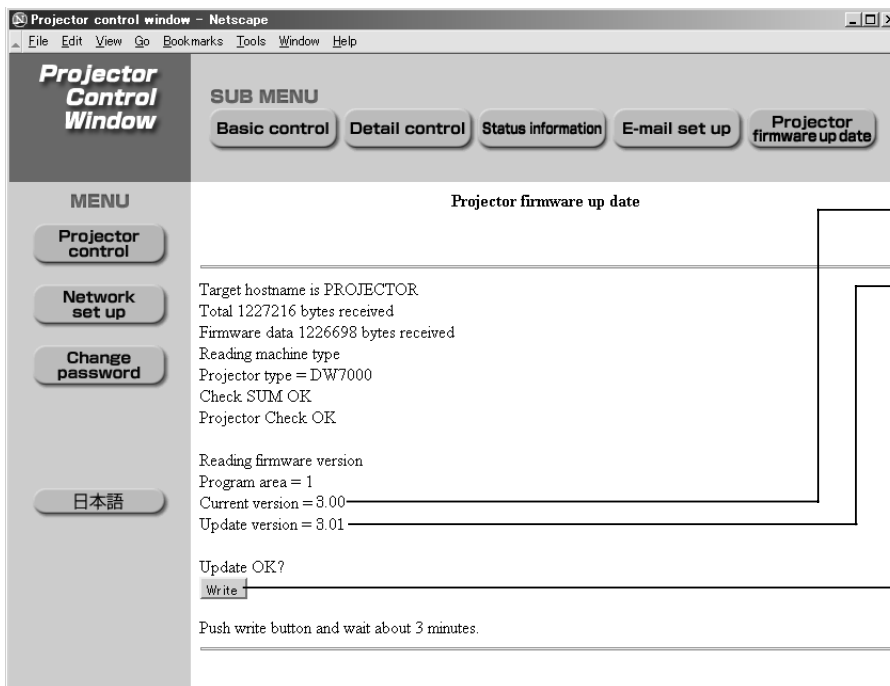 Projector control window - Netscape
File Edit View Go Bookmarks Tools Window Help
Projector
Control
Window
SUB MENU
Basic control
Detail control
Status information
E-mail set up
Projector
firmware up date
MENU
Projector
control
Network
set up
Change
password
日本語
Projector firmware up date
Target hostname is PROJECTOR
Total 1227216 bytes received
Firmware data 1226698 bytes received
Reading machine type
Projector type = DW7000
Check SUM OK
Projector Check OK
Reading firmware version
Program area = 1
Current version = 3.00
Update version = 3.01
Update OK?
Write
Push write button and wait about 3 minutes.